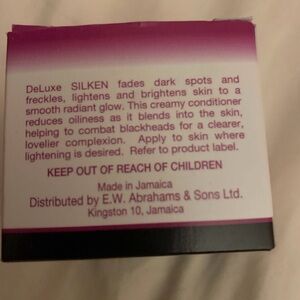 DeLuxe SILKEN fades dark spots and
freckles, lightens and brightens skin to a
smooth radiant glow. This creamy conditioner
reduces oiliness as it blends into the skin,
helping to combat blackheads for a clearer,
lovelier complexion. Apply to skin where
lightening is desired. Refer to product label.
KEEP OUT OF REACH OF CHILDREN
Made in Jamaica
Distributed by E.W. Abrahams & Sons Ltd.
Kingston 10, Jamaica